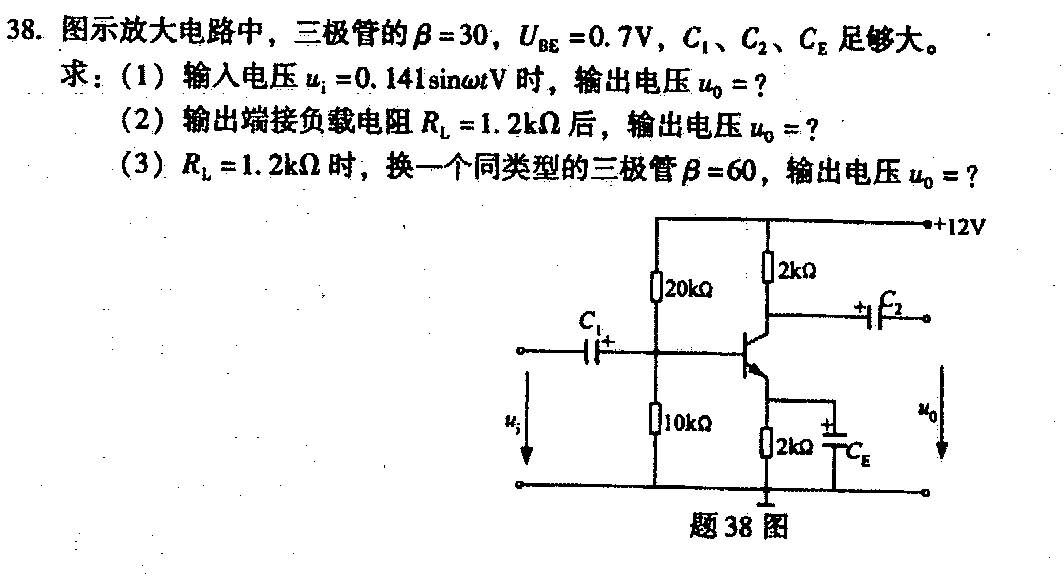 38. 图示放大电路中，三极管的β=30，U_BE=0.7V，C₁、C₂、C_E 足够大。
求：(1) 输入电压 uᵢ=0.141sinωtV 时，输出电压 u₀=？
(2) 输出端接负载电阻 R_L=1.2kΩ 后，输出电压 u₀=？
(3) R_L=1.2kΩ 时，换一个同类型的三极管β=60，输出电压 u₀=？
+12V
2kΩ
20kΩ
+ C₂
C₁ +
uᵢ
10kΩ
2kΩ
+ C_E
u₀
题 38 图